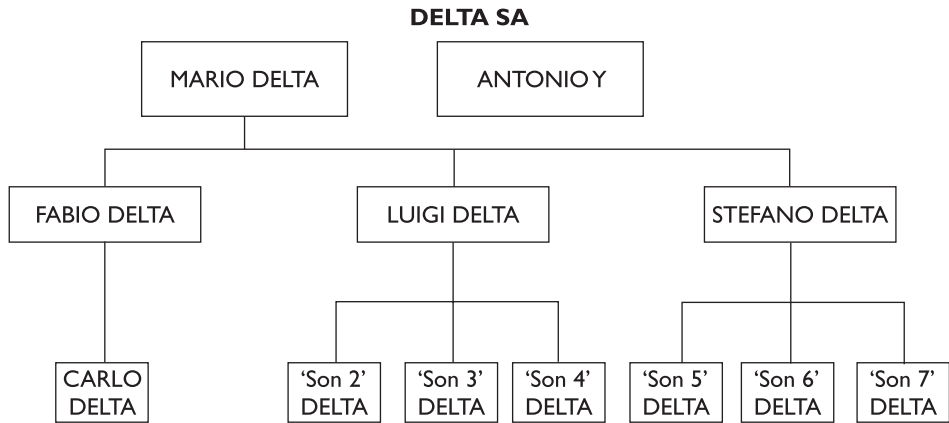 DELTA SA
MARIO DELTA
ANTONIO Y
FABIO DELTA
LUIGI DELTA
STEFANO DELTA
CARLO
DELTA
‘Son 2’
DELTA
‘Son 3’
DELTA
‘Son 4’
DELTA
‘Son 5’
DELTA
‘Son 6’
DELTA
‘Son 7’
DELTA